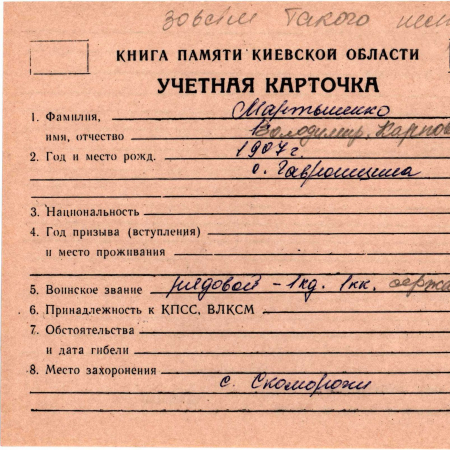 зовсім такого
КНИГА ПАМЯТИ КИЕВСКОЙ ОБЛАСТИ
УЧЕТНАЯ КАРТОЧКА
1. Фамилия, Мартыненко
имя, отчество Володимир Карпов
2. Год и место рожд. 1907 г.
с. Гавронщина
3. Национальность
4. Год призыва (вступления)
и место проживания
5. Воинское звание рядовой - 1кд. 1кк. серж
6. Принадлежность к КПСС, ВЛКСМ
7. Обстоятельства
и дата гибели
8. Место захоронения
с. Скоморохи